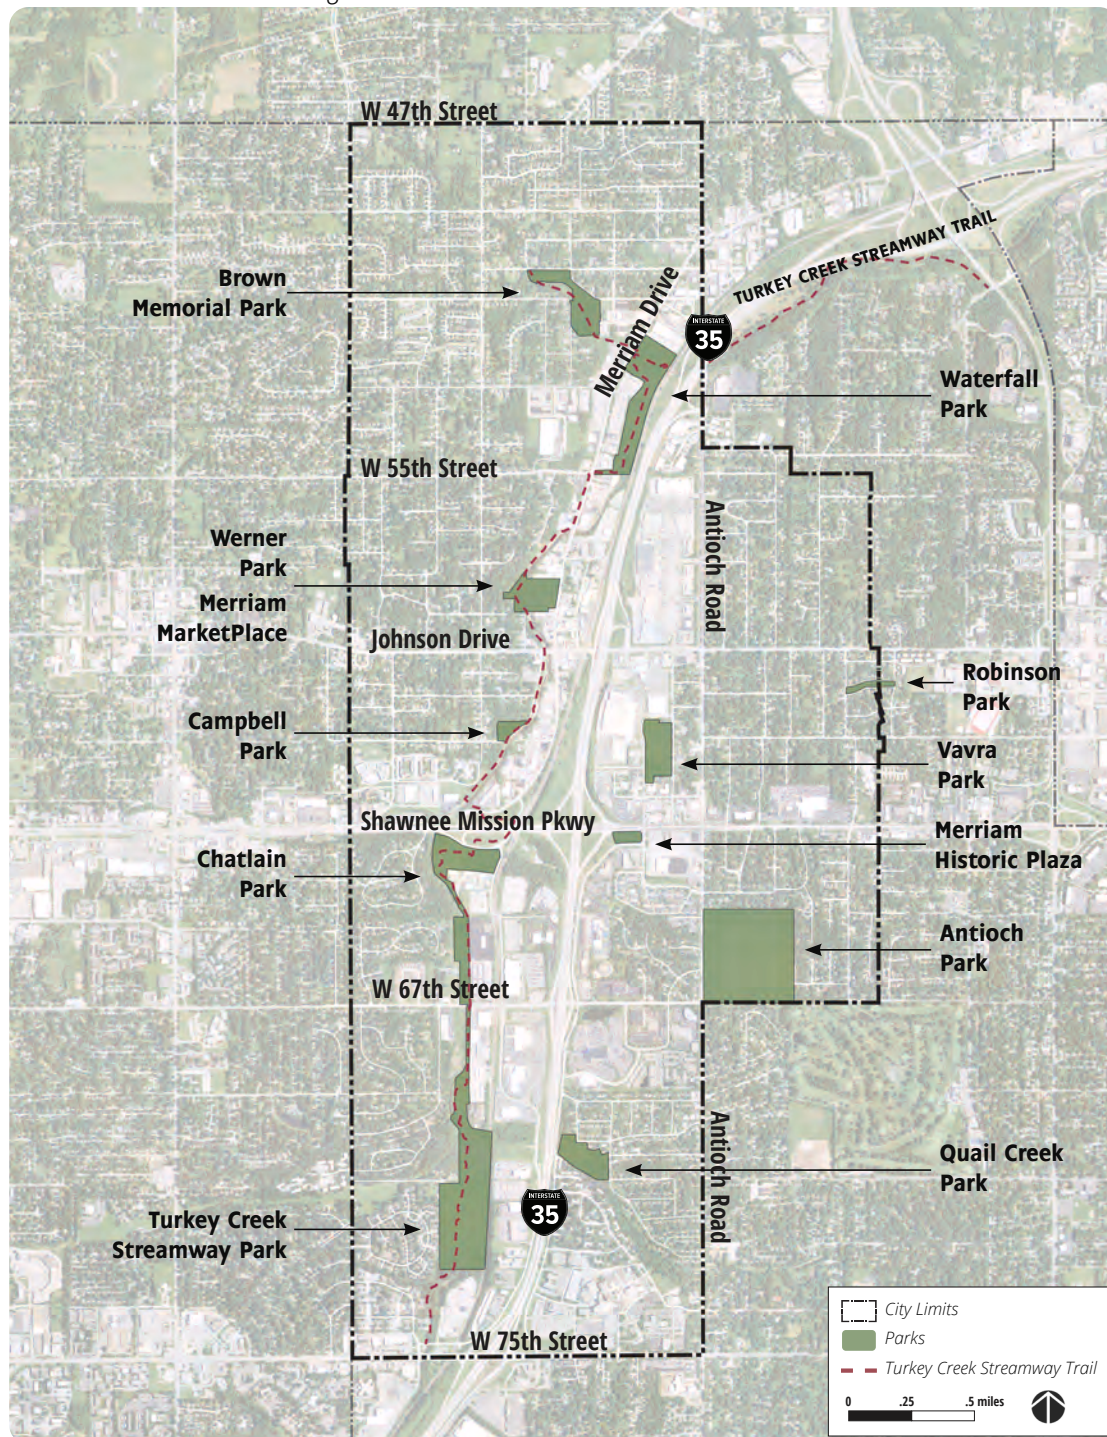 W 47th Street
TURKEY CREEK STREAMWAY TRAIL
Brown
Memorial Park
Merriam Drive
INTERSTATE
35
Waterfall
Park
W 55th Street
Antioch Road
Werner
Park
Merriam
MarketPlace
Johnson Drive
Robinson
Park
Campbell
Park
Vavra
Park
Shawnee Mission Pkwy
Merriam
Historic Plaza
Chatlain
Park
Antioch
Park
W 67th Street
Antioch Road
Quail Creek
Park
INTERSTATE
35
Turkey Creek
Streamway Park
W 75th Street
City Limits
Parks
Turkey Creek Streamway Trail
0 .25 .5 miles